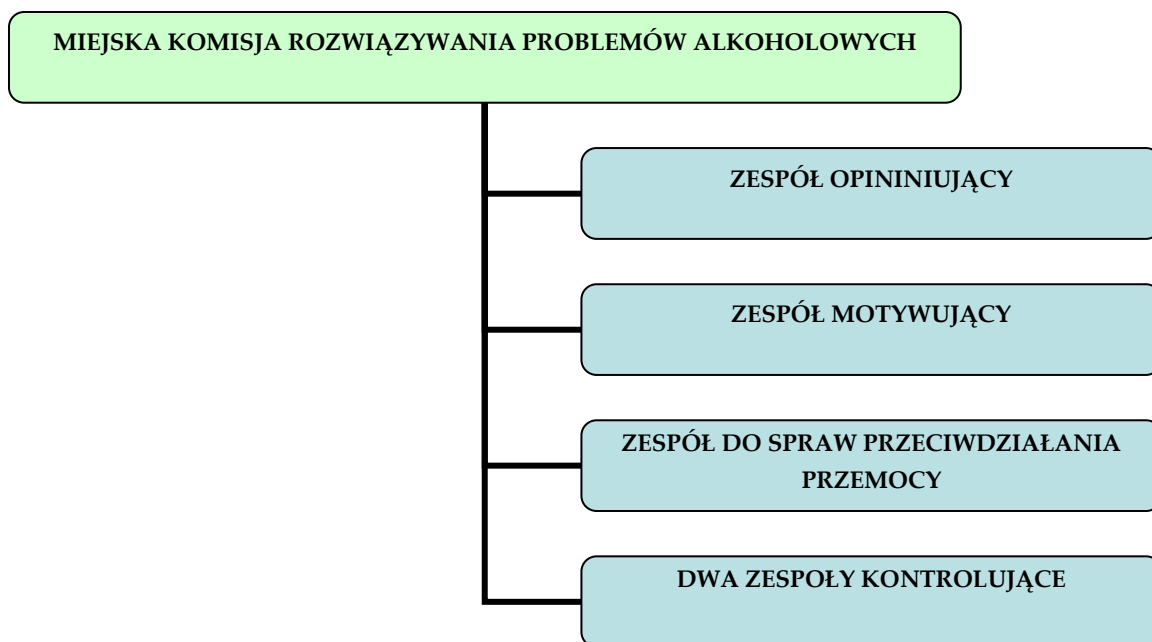 MIEJSKA KOMISJA ROZWIĄZYWANIA PROBLEMÓW ALKOHOLOWYCH
ZESPÓŁ OPININIUJĄCY
ZESPÓŁ MOTYWUJĄCY
ZESPÓŁ DO SPRAW PRZECIWDZIAŁANIA
PRZEMOCY
DWA ZESPOŁY KONTROLUJĄCE